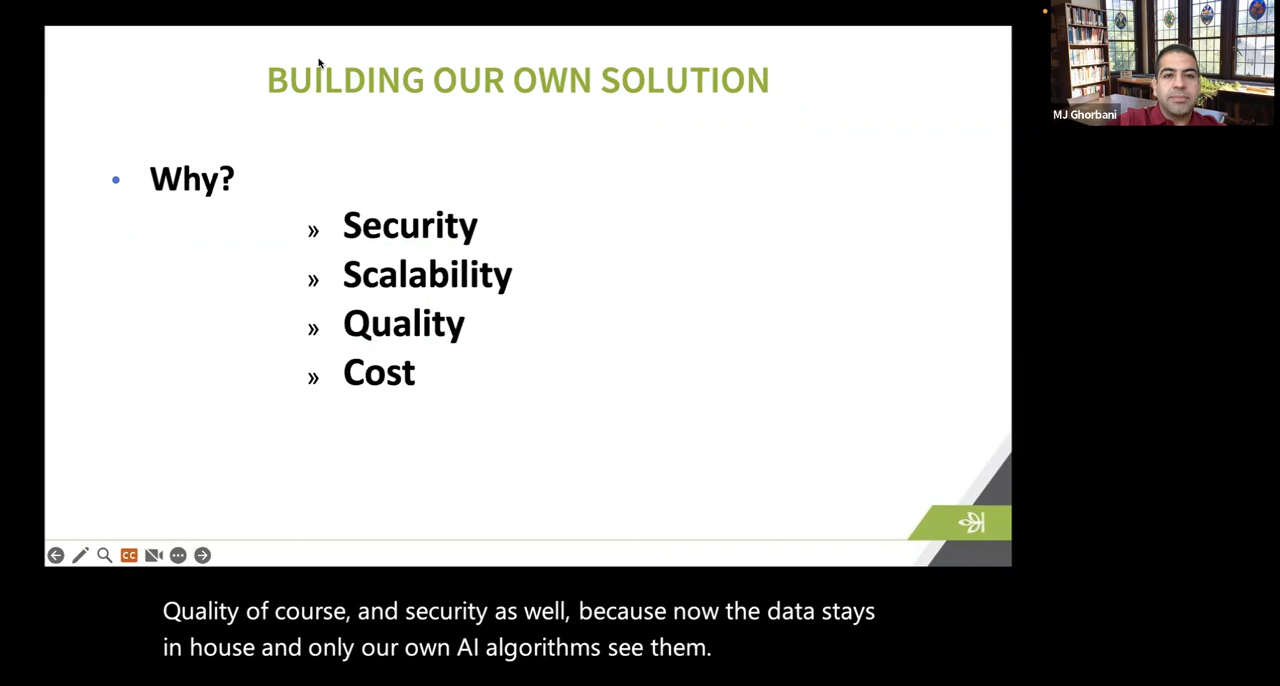 BUILDING OUR OWN SOLUTION
• Why?
» Security
» Scalability
» Quality
» Cost
MJ Ghorbani
CC
Quality of course, and security as well, because now the data stays
in house and only our own AI algorithms see them.